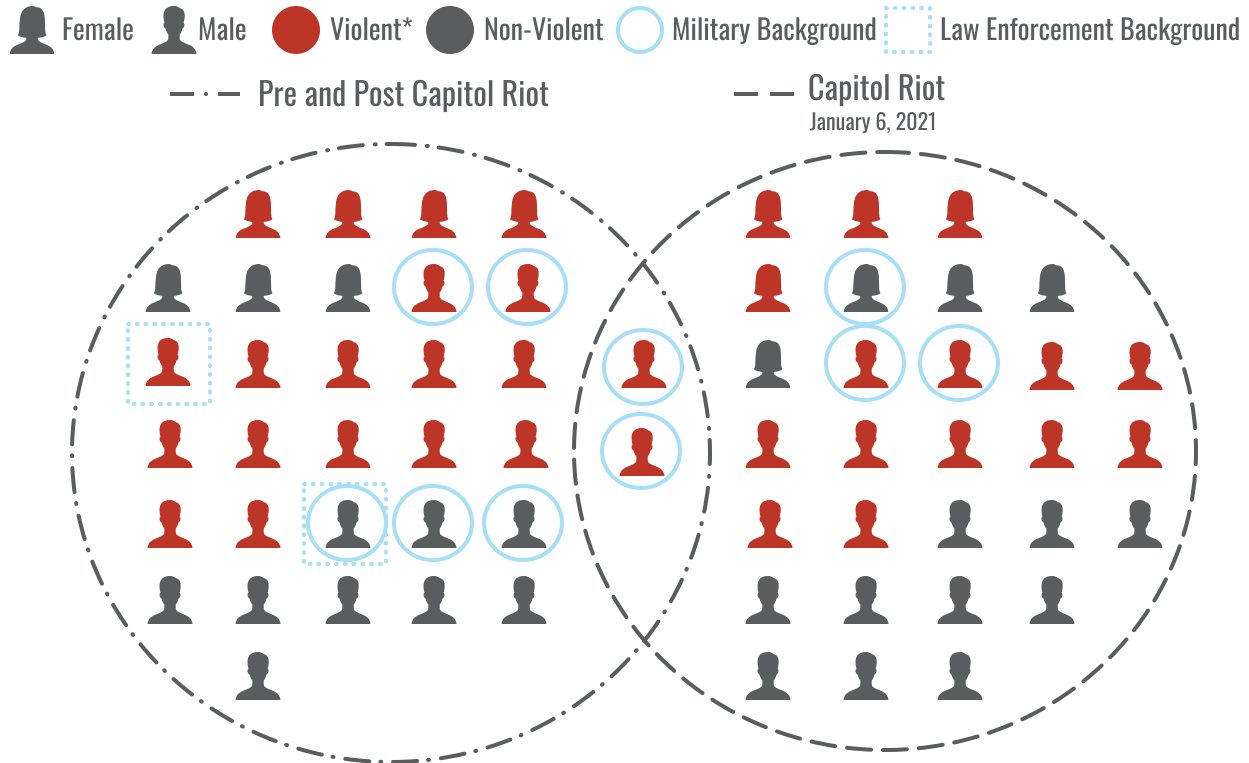 Female Male Violent* Non-Violent Military Background Law Enforcement Background
Pre and Post Capitol Riot
Capitol Riot
January 6, 2021